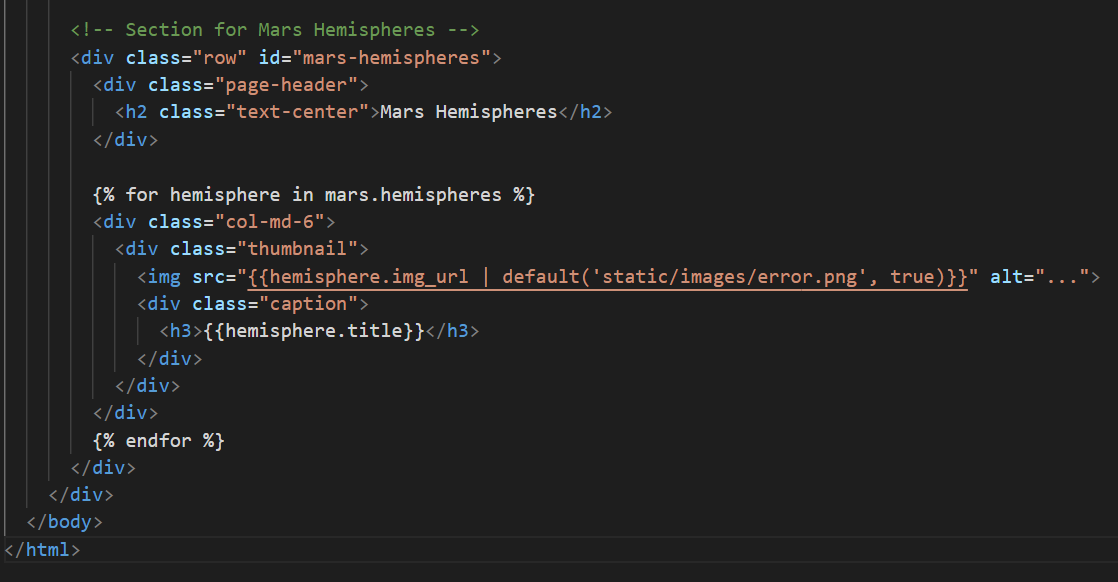 <!-- Section for Mars Hemispheres -->
<div class="row" id="mars-hemispheres">
<div class="page-header">
<h2 class="text-center">Mars Hemispheres</h2>
</div>
{% for hemisphere in mars.hemispheres %}
<div class="col-md-6">
<div class="thumbnail">
<img src="{{hemisphere.img_url | default('static/images/error.png', true)}}" alt="...">
<div class="caption">
<h3>{{hemisphere.title}}</h3>
</div>
</div>
</div>
{% endfor %}
</div>
</div>
</body>
</html>